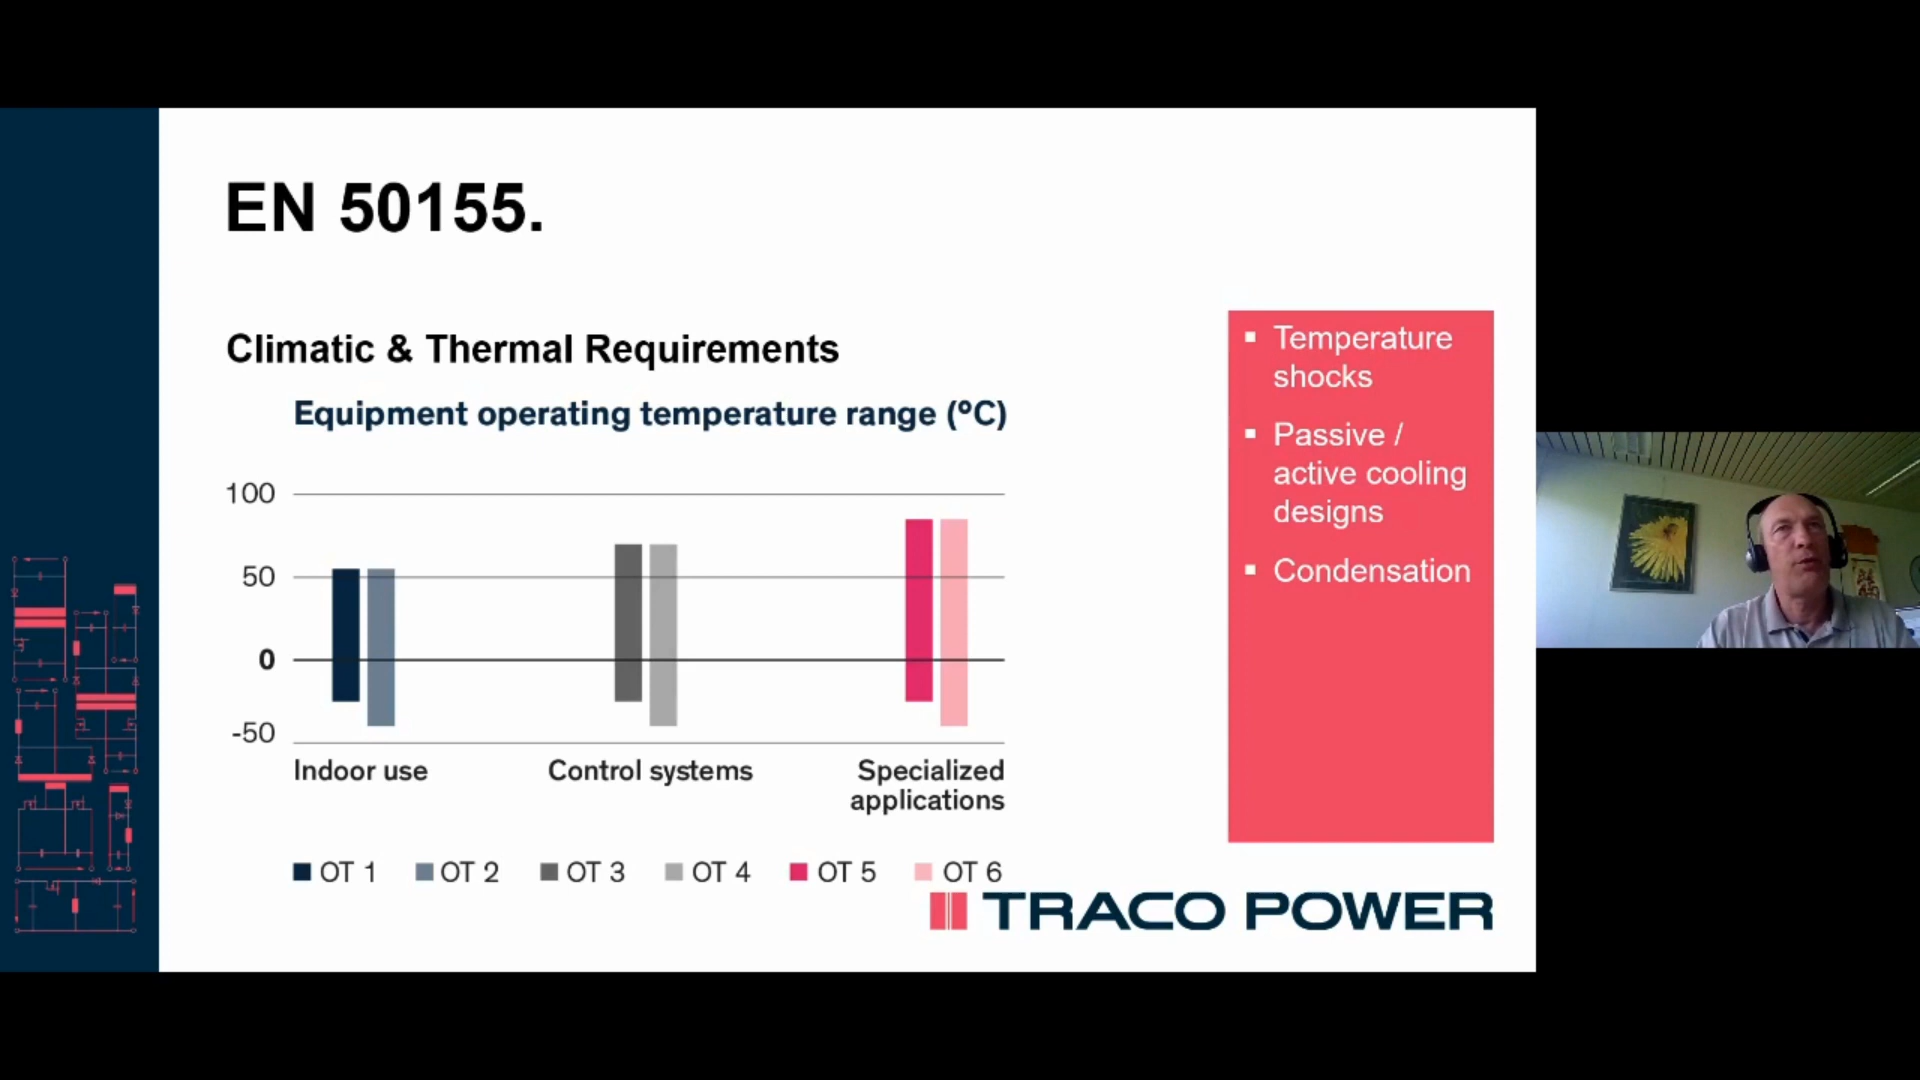 EN 50155.
Climatic & Thermal Requirements
Equipment operating temperature range (°C)
100
50
0
-50
Indoor use
Control systems
Specialized
applications
OT 1
OT 2
OT 3
OT 4
OT 5
OT 6
▪ Temperature
shocks
▪ Passive /
active cooling
designs
▪ Condensation
TRACO POWER